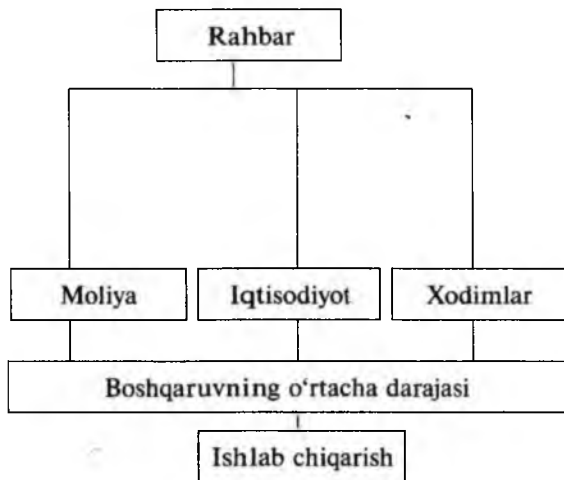 Rahbar
Moliya
Iqtisodiyot
Xodimlar
Boshqaruvning o‘rtacha darajasi
Ishlab chiqarish